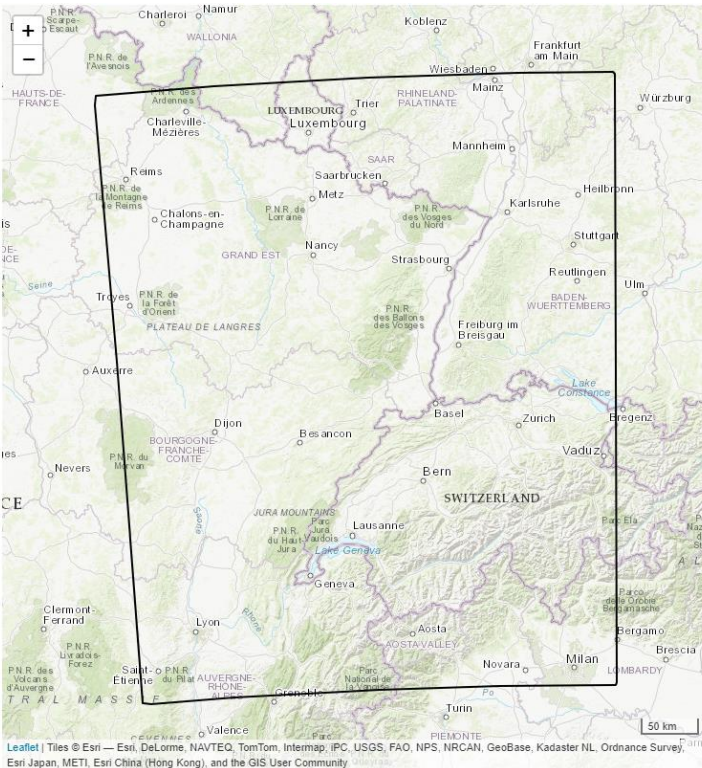 +
−
P.N.R.
Scarpe-
Escaut
Charleroi
Namur
WALLONIA
Koblenz
P.N.R. de
l'Avesnois
Frankfurt
am Main
Wiesbaden
Mainz
HAUTS-DE-
FRANCE
P.N.R. des
Ardennes
LUXEMBOURG
Luxembourg
Trier
RHINELAND-
PALATINATE
Würzburg
Charleville-
Mézières
Mannheim
SAAR
Saarbrucken
Reims
P.N.R. de
la Montagne
de Reims
Metz
Heilbronn
Chalons-en-
Champagne
P.N.R. de
Lorraine
P.N.R.
des Vosges
du Nord
Karlsruhe
Stuttgart
Nancy
GRAND EST
Strasbourg
Seine
Reutlingen
Ulm
Troyes
P.N.R. de
la Forêt
d'Orient
BADEN-
WUERTTEMBERG
PLATEAU DE LANGRES
P.N.R.
des Ballons
des Vosges
Freiburg im
Breisgau
Auxerre
Lake
Constance
Basel
Bregenz
Dijon
Zurich
Besancon
BOURGOGNE-
FRANCHE-
COMTE
Vaduz
P.N.R. du
Morvan
Nevers
Bern
CE
SWITZERLAND
JURA MOUNTAINS
Saone
Parc
Jura
Vaudois
P.N.R.
du Haut-
Jura
Lausanne
Parc Ela
Lake Geneva
Geneva
Parco
delle Orobie
Bergamasche
Clermont-
Ferrand
Rhône
Lyon
Aosta
AOSTA VALLEY
Bergamo
P.N.R.
Livradois-
Forez
Brescia
P.N.R. des
Volcans
d'Auvergne
Saint-
Étienne
P.N.R.
du Pilat
AUVERGNE-
RHÔNE-
ALPES
Parc
National de
la Vanoise
Novara
Milan
LOMBARDY
Grenoble
Po
Turin
Valence
PIEMONTE
CEVENNES
50 km
Leaflet | Tiles © Esri — Esri, DeLorme, NAVTEQ, TomTom, Intermap, iPC, USGS, FAO, NPS, NRCAN, GeoBase, Kadaster NL, Ordnance Survey,
Esri Japan, METI, Esri China (Hong Kong), and the GIS User Community